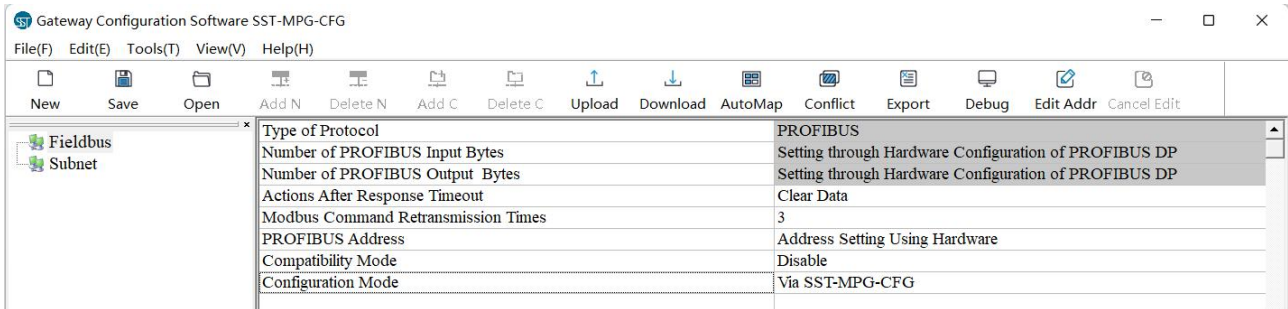 SST Gateway Configuration Software SST-MPG-CFG
File(F) Edit(E) Tools(T) View(V) Help(H)
New Save Open Add N Delete N Add C Delete C Upload Download AutoMap Conflict Export Debug Edit Addr Cancel Edit
Fieldbus
Subnet
Type of Protocol PROFIBUS
Number of PROFIBUS Input Bytes Setting through Hardware Configuration of PROFIBUS DP
Number of PROFIBUS Output Bytes Setting through Hardware Configuration of PROFIBUS DP
Actions After Response Timeout Clear Data
Modbus Command Retransmission Times 3
PROFIBUS Address Address Setting Using Hardware
Compatibility Mode Disable
Configuration Mode Via SST-MPG-CFG